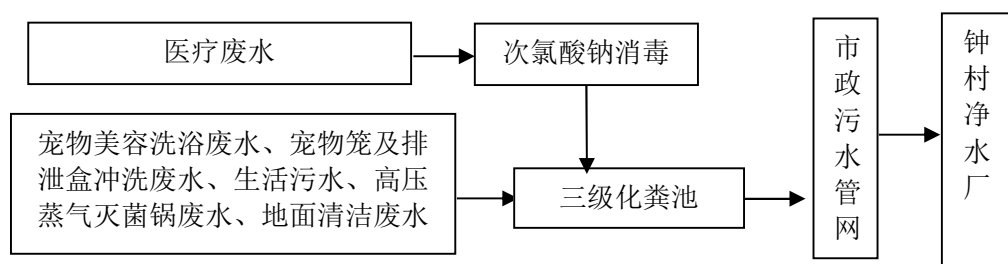 医疗废水
次氯酸钠消毒
宠物美容洗浴废水、宠物笼及排
泄盒冲洗废水、生活污水、高压
蒸气灭菌锅废水、地面清洁废水
三级化粪池
市政污水管网
钟村净水厂